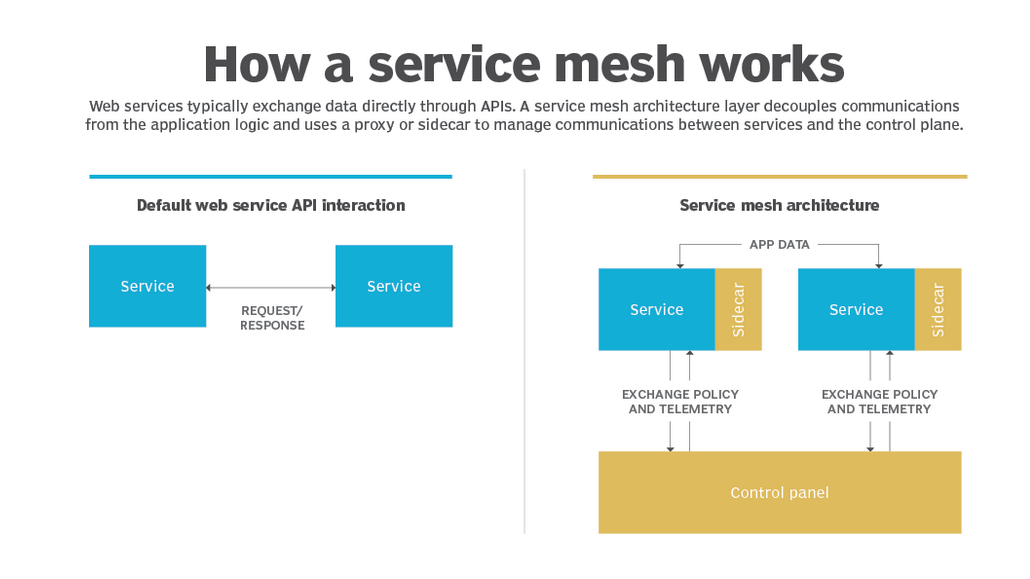 How a service mesh works
Web services typically exchange data directly through APIs. A service mesh architecture layer decouples communications
from the application logic and uses a proxy or sidecar to manage communications between services and the control plane.
Default web service API interaction
Service
REQUEST/
RESPONSE
Service
Service mesh architecture
APP DATA
Service
Sidecar
Service
Sidecar
EXCHANGE POLICY
AND TELEMETRY
EXCHANGE POLICY
AND TELEMETRY
Control panel